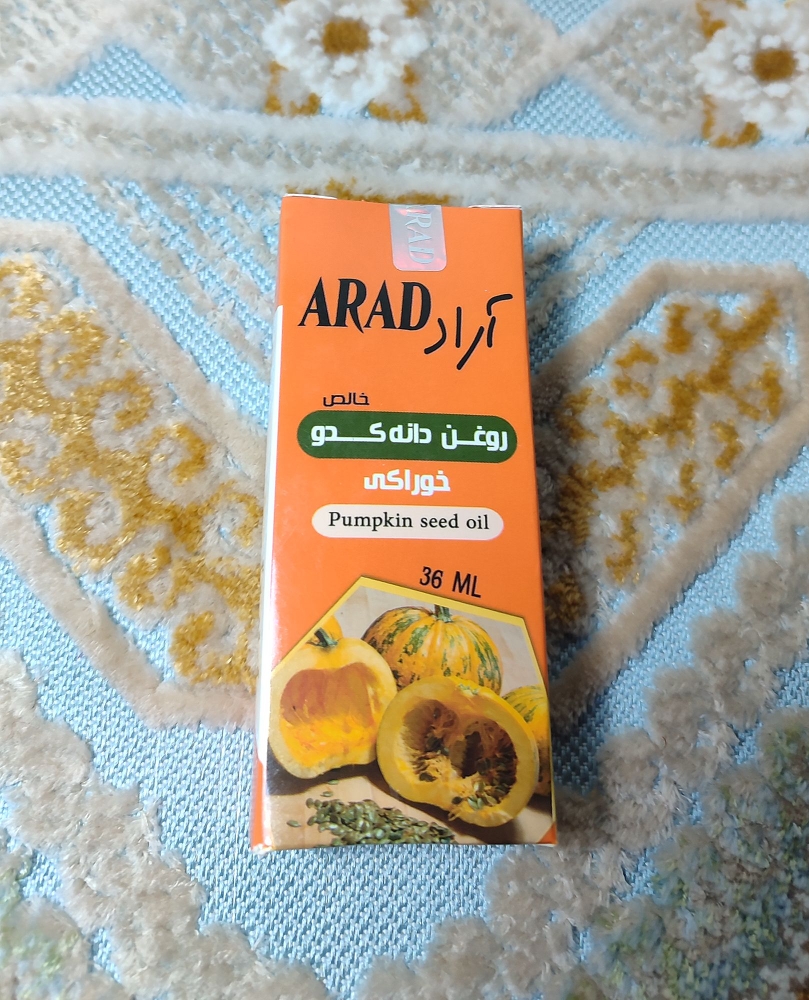 ARAD
ARAD آراد
خالص
روغن دانه کدو
خوراکی
Pumpkin seed oil
36 ML